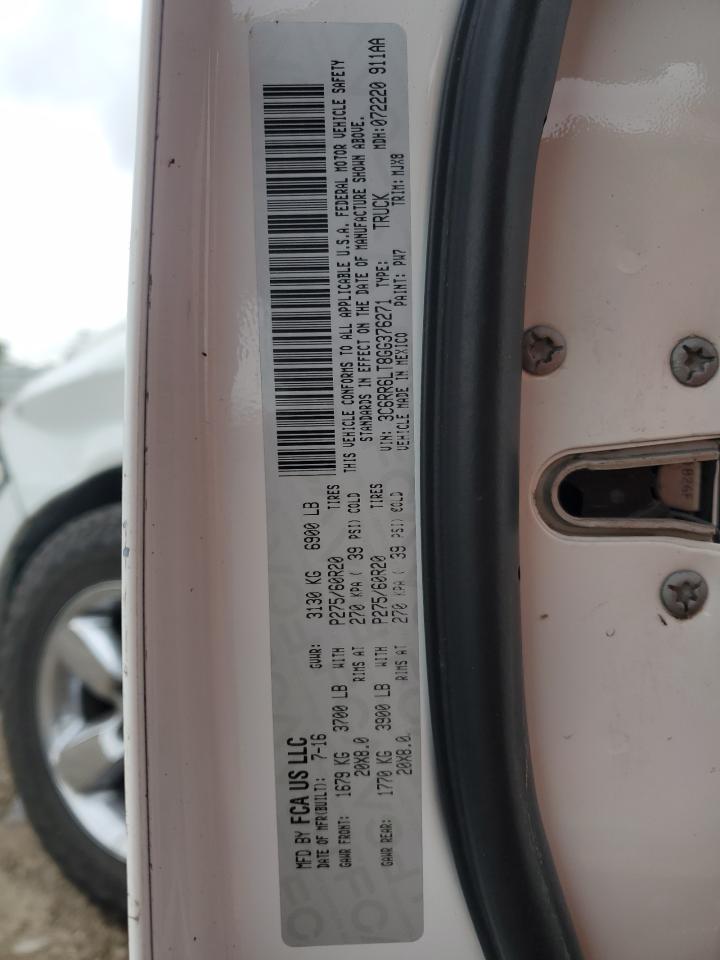 MFD BY FCA US LLC
DATE OF MFR(BUILT): 7-16 GVWR: 3130 KG 6900 LB
GAWR FRONT: 1679 KG 3700 LB WITH P275/60R20 TIRES
20X8.0 RIMS AT 270 KPA ( 39 PSI) COLD
GAWR REAR: 1770 KG 3900 LB WITH P275/60R20 TIRES
20X8.0. RIMS AT 270 KPA ( 39 PSI) COLD
THIS VEHICLE CONFORMS TO ALL APPLICABLE U.S.A. FEDERAL MOTOR VEHICLE SAFETY
STANDARDS IN EFFECT ON THE DATE OF MANUFACTURE SHOWN ABOVE.
VIN: 3C6RR6LT8GG376271 TYPE: TRUCK MDH:072220 911AA
VEHICLE MADE IN MEXICO PAINT: PW7 TRIM:MJX8